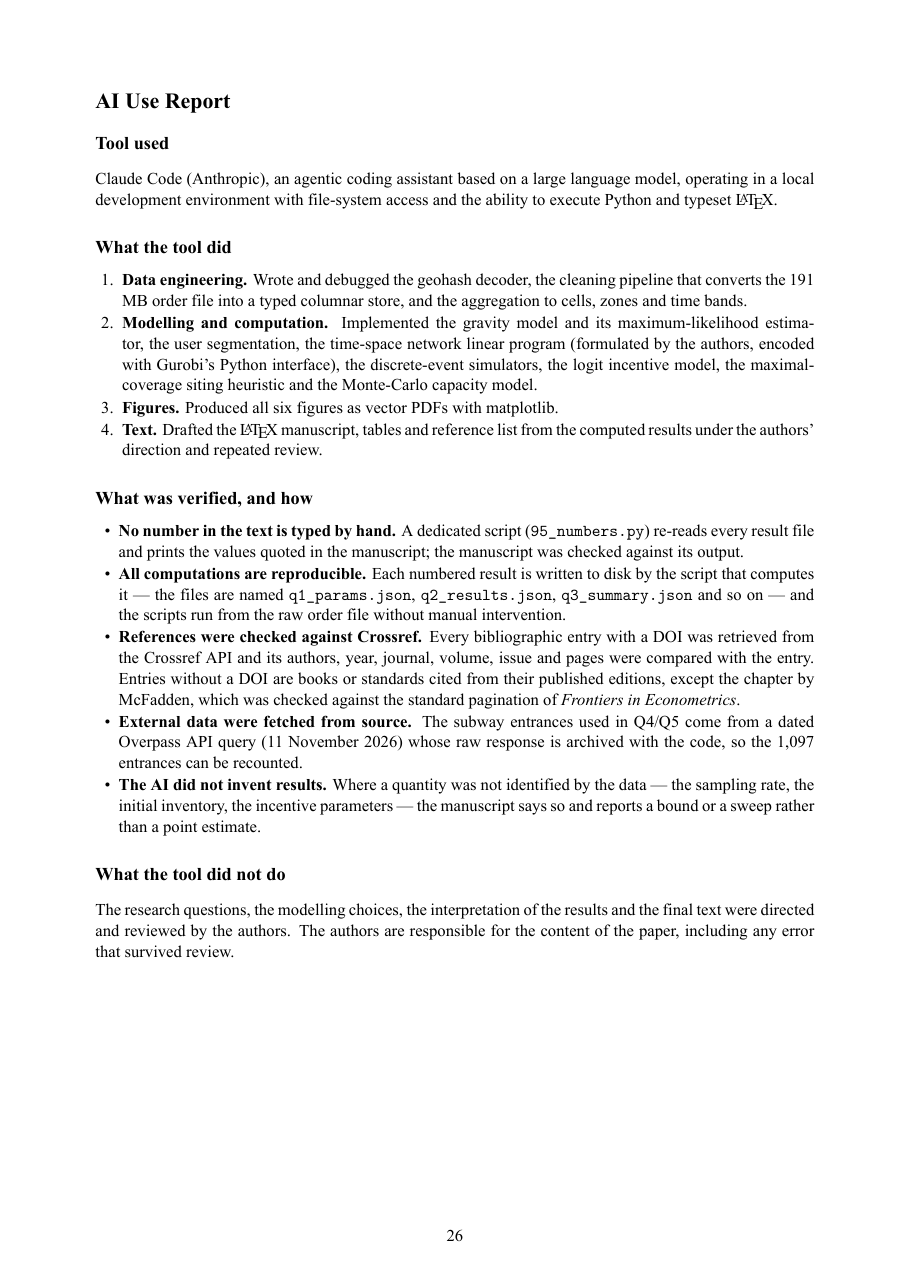 AI Use Report
Tool used
Claude Code (Anthropic), an agentic coding assistant based on a large language model, operating in a local
development environment with file-system access and the ability to execute Python and typeset LATEX.
What the tool did
1. Data engineering. Wrote and debugged the geohash decoder, the cleaning pipeline that converts the 191
MB order file into a typed columnar store, and the aggregation to cells, zones and time bands.
2. Modelling and computation. Implemented the gravity model and its maximum-likelihood estima-
tor, the user segmentation, the time-space network linear program (formulated by the authors, encoded
with Gurobi's Python interface), the discrete-event simulators, the logit incentive model, the maximal-
coverage siting heuristic and the Monte-Carlo capacity model.
3. Figures. Produced all six figures as vector PDFs with matplotlib.
4. Text. Drafted the LATEX manuscript, tables and reference list from the computed results under the authors'
direction and repeated review.
What was verified, and how
• No number in the text is typed by hand. A dedicated script (95_numbers.py) re-reads every result file
and prints the values quoted in the manuscript; the manuscript was checked against its output.
• All computations are reproducible. Each numbered result is written to disk by the script that computes
it — the files are named q1_params.json, q2_results.json, q3_summary.json and so on — and
the scripts run from the raw order file without manual intervention.
• References were checked against Crossref. Every bibliographic entry with a DOI was retrieved from
the Crossref API and its authors, year, journal, volume, issue and pages were compared with the entry.
Entries without a DOI are books or standards cited from their published editions, except the chapter by
McFadden, which was checked against the standard pagination of Frontiers in Econometrics.
• External data were fetched from source. The subway entrances used in Q4/Q5 come from a dated
Overpass API query (11 November 2026) whose raw response is archived with the code, so the 1,097
entrances can be recounted.
• The AI did not invent results. Where a quantity was not identified by the data — the sampling rate, the
initial inventory, the incentive parameters — the manuscript says so and reports a bound or a sweep rather
than a point estimate.
What the tool did not do
The research questions, the modelling choices, the interpretation of the results and the final text were directed
and reviewed by the authors. The authors are responsible for the content of the paper, including any error
that survived review.
26